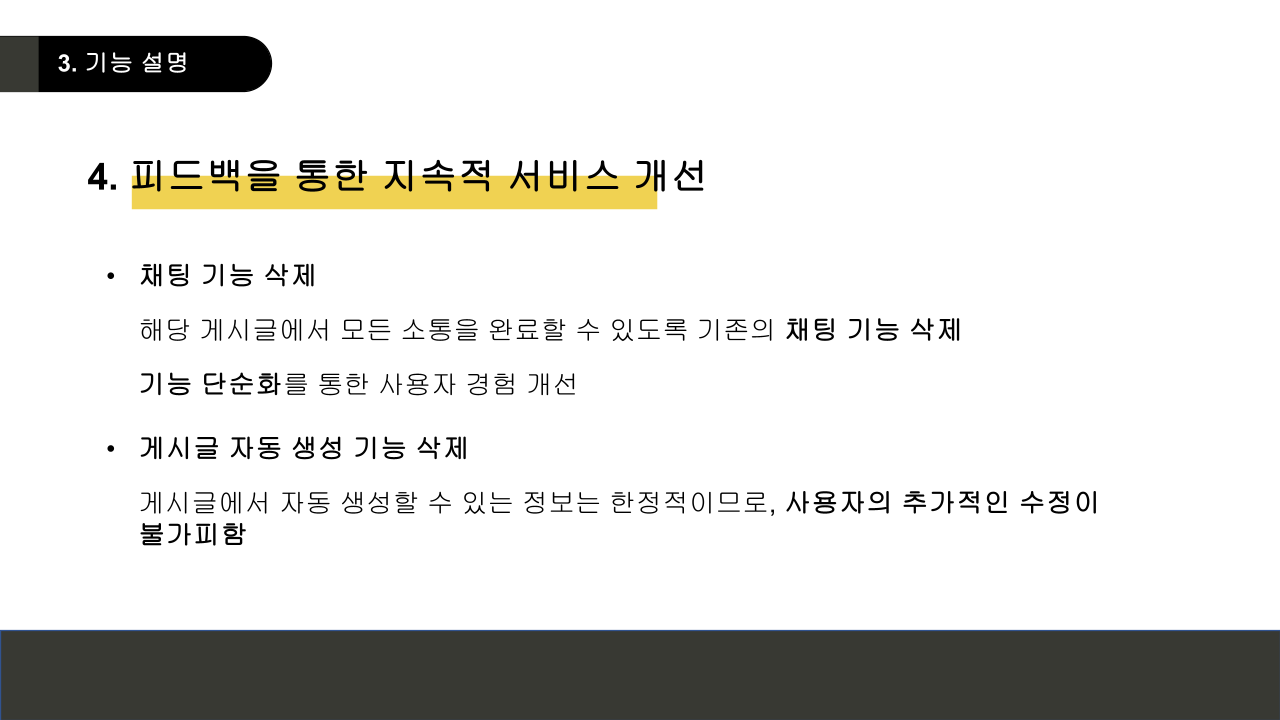 3. 기능 설명
4. 피드백을 통한 지속적 서비스 개선
• 채팅 기능 삭제
해당 게시글에서 모든 소통을 완료할 수 있도록 기존의 채팅 기능 삭제
기능 단순화를 통한 사용자 경험 개선
• 게시글 자동 생성 기능 삭제
게시글에서 자동 생성할 수 있는 정보는 한정적이므로, 사용자의 추가적인 수정이
불가피함